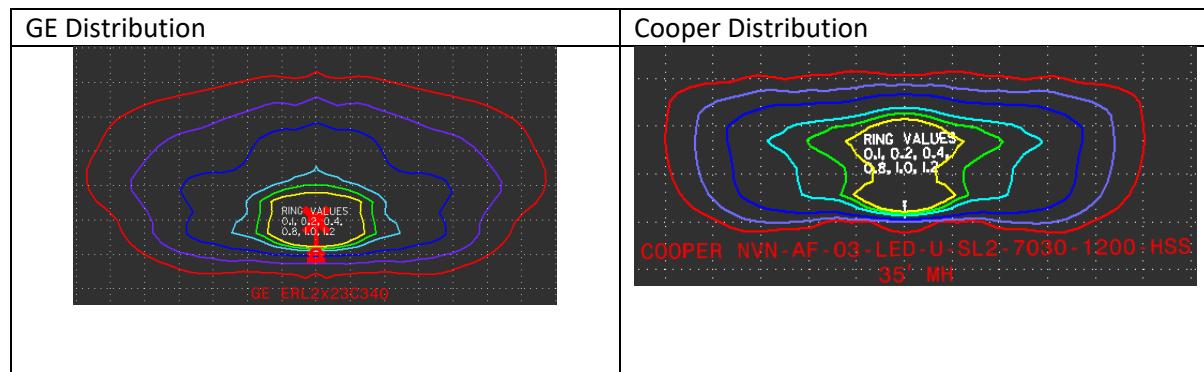 GE Distribution
Cooper Distribution
RING VALUES
0.1, 0.2, 0.4,
0.8, 1.0, 1.2
GE ERL2x23C340
RING VALUES
0.1, 0.2, 0.4,
0.8, 1.0, 1.2
COOPER NVN-AF-03-LED-U-SL2-7030-1200-HSS
35' MH